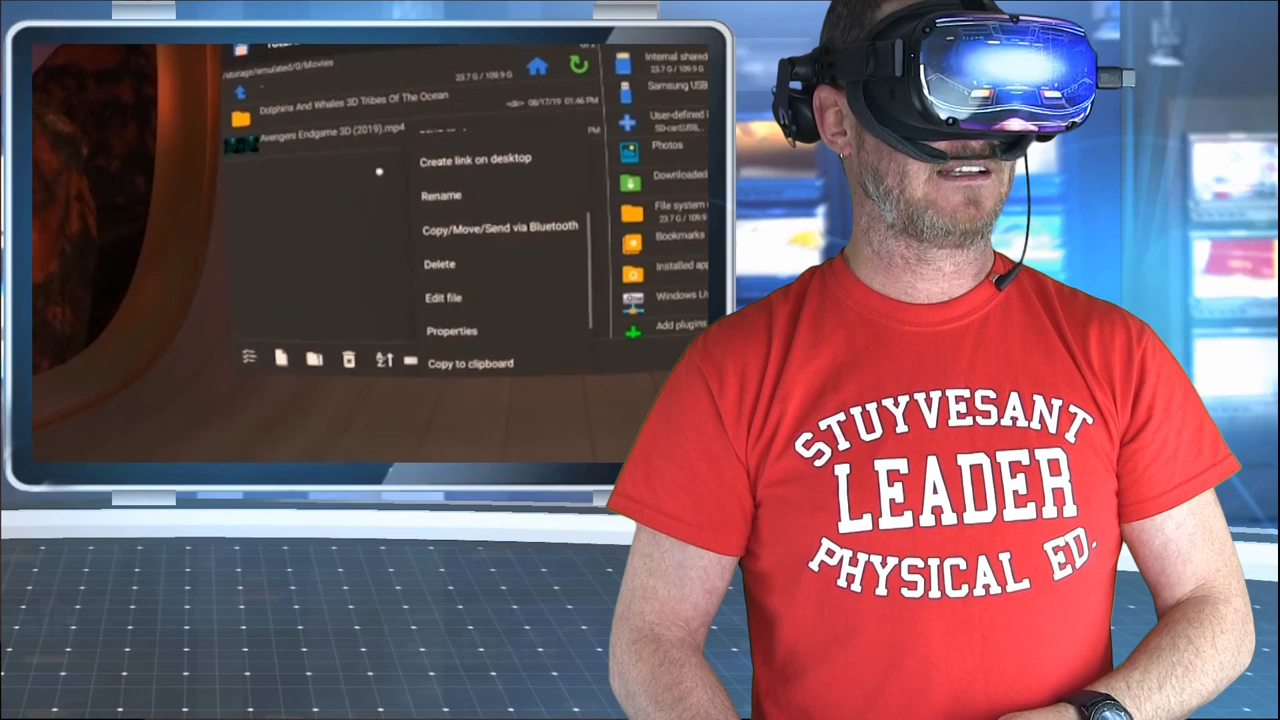 /storage/emulated/0/Movies
23.7 G / 109.9 G
Dolphins And Whales 3D Tribes Of The Ocean
<dir> 08/17/19 01:46 PM
Avengers Endgame 3D (2019).mp4
PM
Create link on desktop
Rename
Copy/Move/Send via Bluetooth
Delete
Edit file
Properties
Copy to clipboard
Internal shared
23.7 G / 109.9 G
Samsung USB
User-defined
Photos
Downloaded
File system
23.7 G / 109.9
Bookmarks
Installed app
Windows Liv
Add plugins
STUYVESANT
LEADER
PHYSICAL ED.